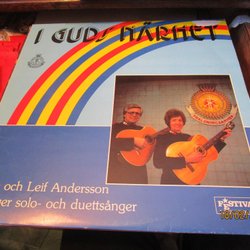 I GUDS NÄRHET
och Leif Andersson
er solo- och duettsånger
FESTIVAL